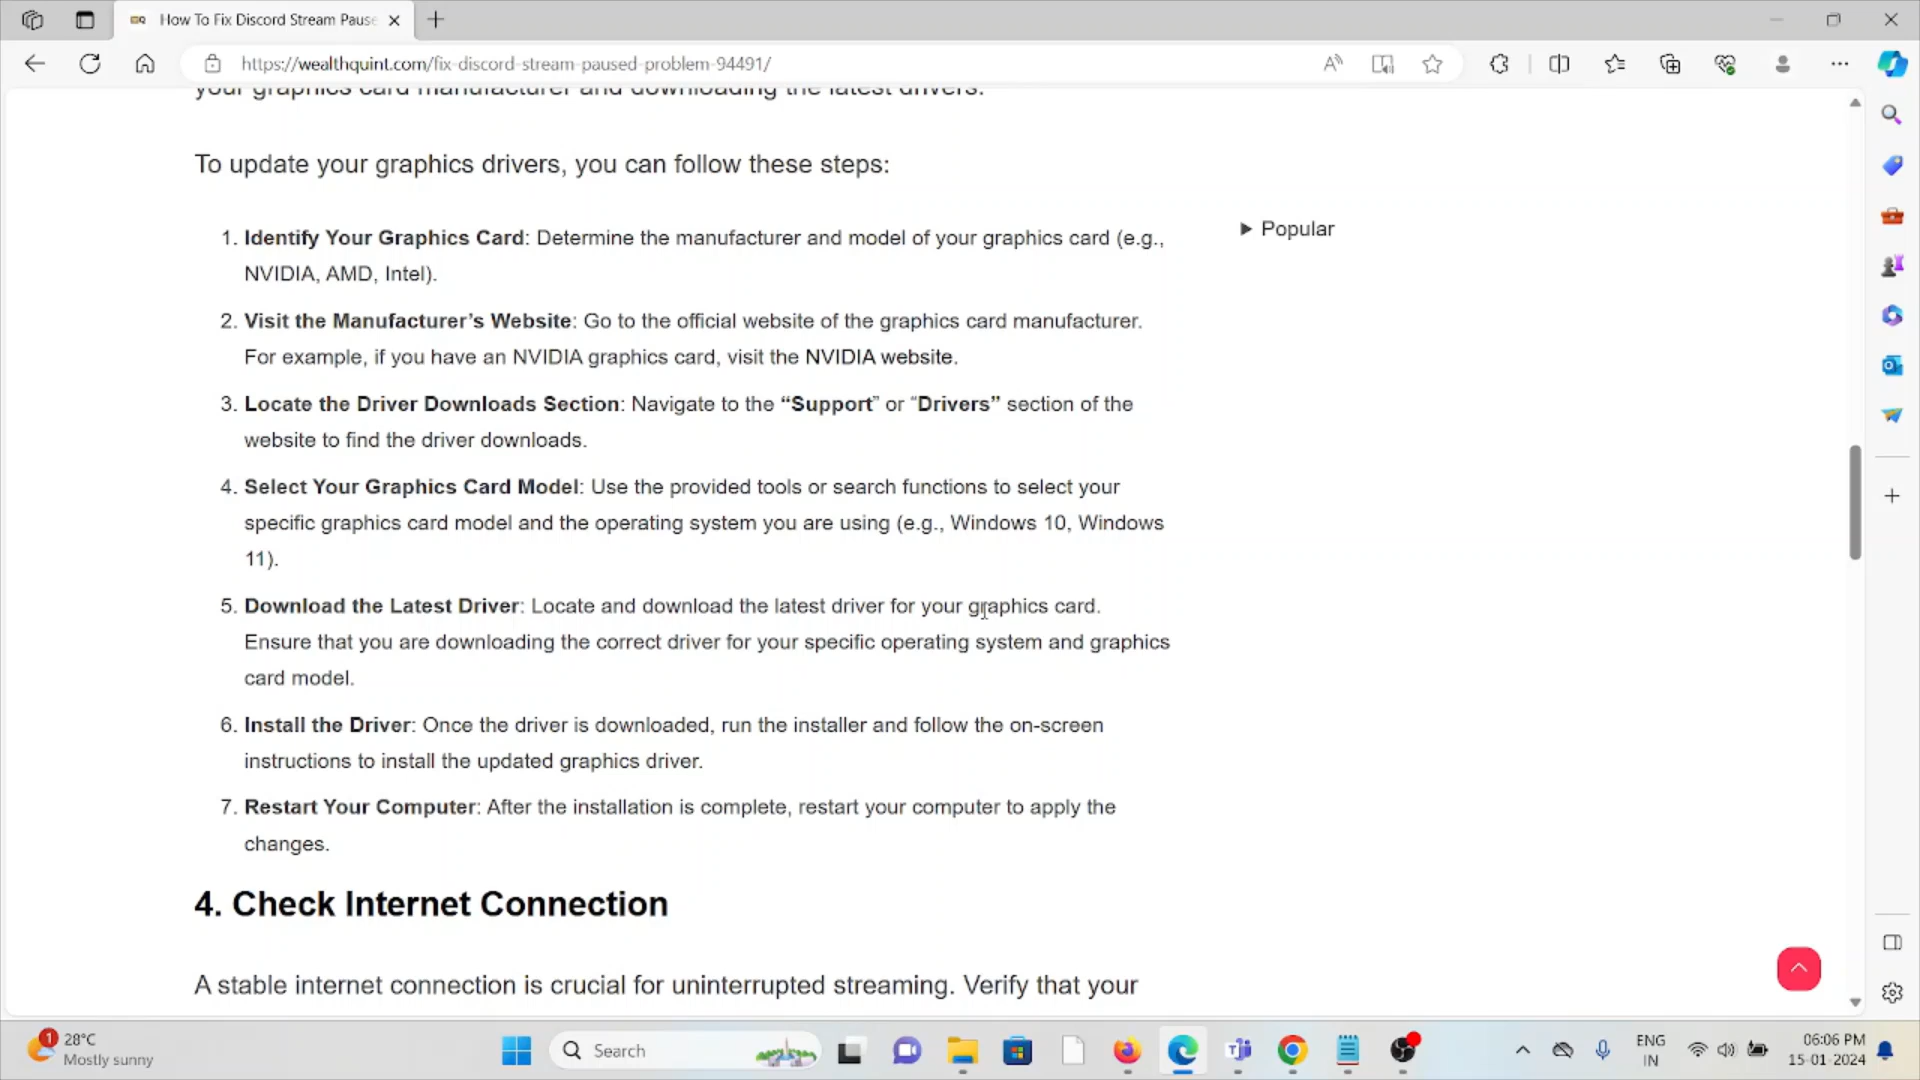 How To Fix Discord Stream Pause
https://wealthquint.com/fix-discord-stream-paused-problem-94491/
your graphics card manufacturer and downloading the latest drivers.
To update your graphics drivers, you can follow these steps:
1. Identify Your Graphics Card: Determine the manufacturer and model of your graphics card (e.g.,
NVIDIA, AMD, Intel).
2. Visit the Manufacturer’s Website: Go to the official website of the graphics card manufacturer.
For example, if you have an NVIDIA graphics card, visit the NVIDIA website.
3. Locate the Driver Downloads Section: Navigate to the “Support” or “Drivers” section of the
website to find the driver downloads.
4. Select Your Graphics Card Model: Use the provided tools or search functions to select your
specific graphics card model and the operating system you are using (e.g., Windows 10, Windows
11).
5. Download the Latest Driver: Locate and download the latest driver for your graphics card.
Ensure that you are downloading the correct driver for your specific operating system and graphics
card model.
6. Install the Driver: Once the driver is downloaded, run the installer and follow the on-screen
instructions to install the updated graphics driver.
7. Restart Your Computer: After the installation is complete, restart your computer to apply the
changes.
4. Check Internet Connection
A stable internet connection is crucial for uninterrupted streaming. Verify that your
Popular
1
28°C
Mostly sunny
Search
ENG
IN
06:06 PM
15-01-2024